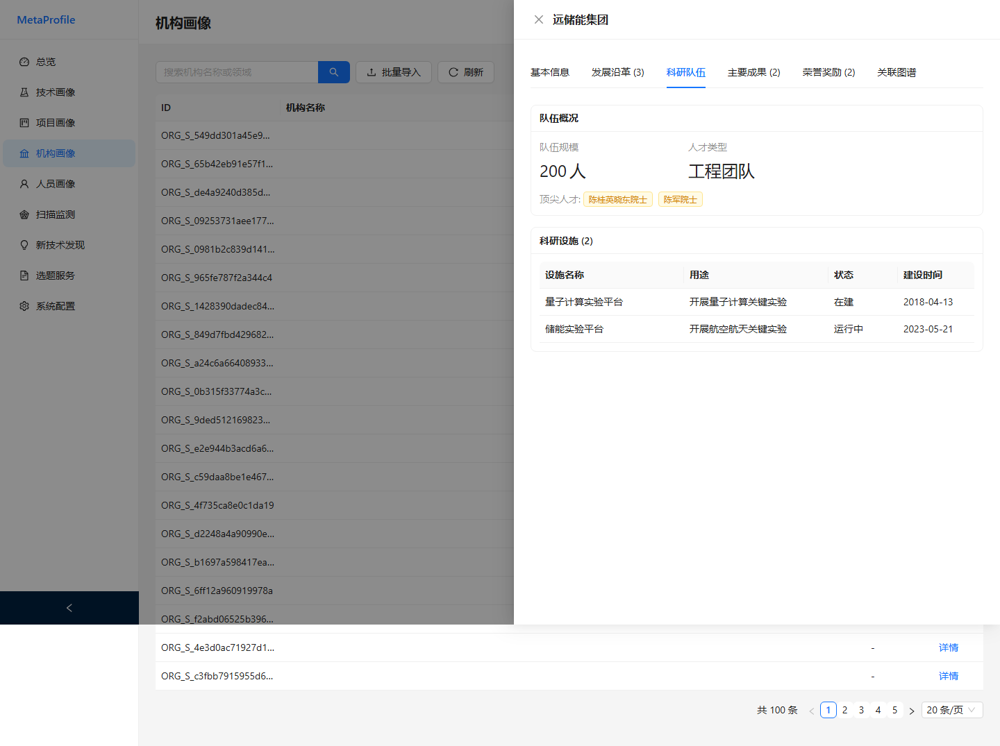 MetaProfile
总览
技术画像
项目画像
机构画像
人员画像
扫描监测
新技术发现
选题服务
系统配置
机构画像
搜索机构名称或领域
批量导入
刷新
ID 机构名称
ORG_S_549dd301a45e9...
ORG_S_65b42eb91e57f1...
ORG_S_de4a9240d385d...
ORG_S_09253731aee177...
ORG_S_0981b2c839d141...
ORG_S_965fe787f2a344c4
ORG_S_1428390dadec84...
ORG_S_849d7fbd429682...
ORG_S_a24c6a66408933...
ORG_S_0b315f33774a3c...
ORG_S_9ded512169823...
ORG_S_e2e944b3acd6a6...
ORG_S_c59daa8be1e467...
ORG_S_4f735ca8e0c1da19
ORG_S_d2248a4a90990e...
ORG_S_b1697a598417ea...
ORG_S_6ff12a960919978a
ORG_S_f2abd06525b396...
ORG_S_4e3d0ac71927d1... - 详情
ORG_S_c3fbb7915955d6... - 详情
共 100 条 < 1 2 3 4 5 > 20 条/页
远储能集团
基本信息 发展沿革 (3) 科研队伍 主要成果 (2) 荣誉奖励 (2) 关联图谱
队伍概况
队伍规模 人才类型
200 人 工程团队
顶尖人才: 陈桂英晓东院士 陈军院士
科研设施 (2)
设施名称 用途 状态 建设时间
量子计算实验平台 开展量子计算关键实验 在建 2018-04-13
储能实验平台 开展航空航天关键实验 运行中 2023-05-21